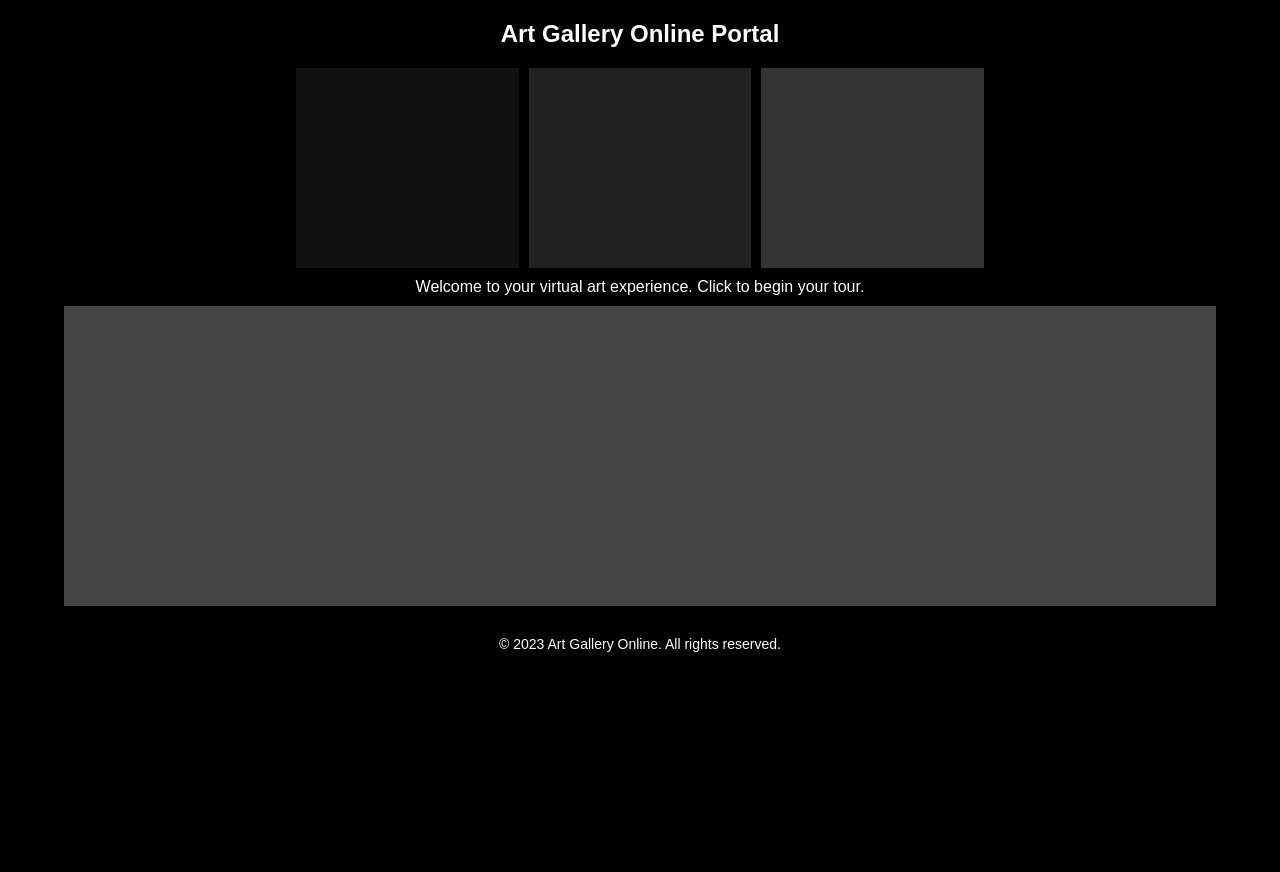 Art Gallery Online Portal
Welcome to your virtual art experience. Click to begin your tour.
© 2023 Art Gallery Online. All rights reserved.